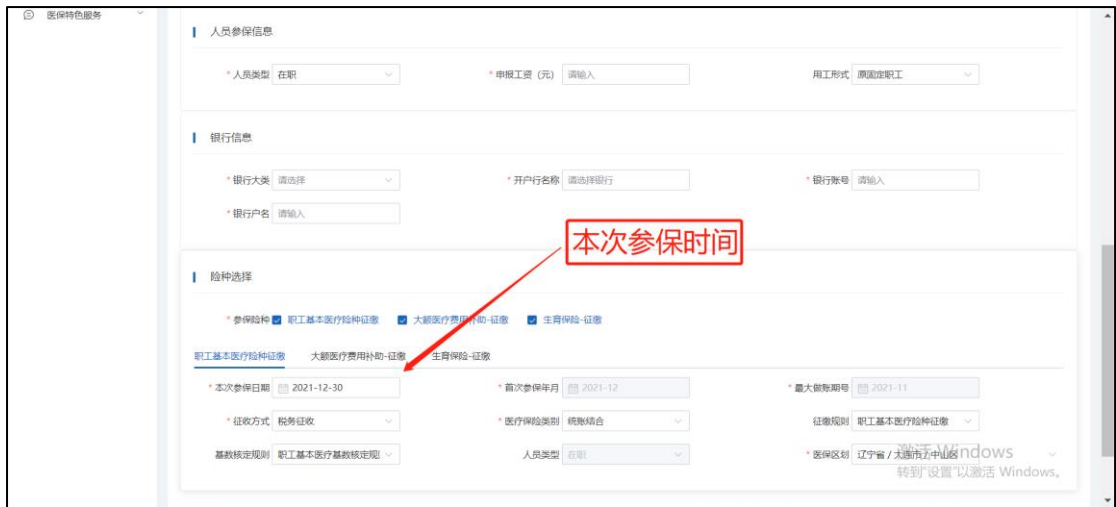 医保特色服务
人员参保信息
* 人员类型 在职 * 申报工资（元） 请输入 用工形式 原固定职工
银行信息
* 银行大类 请选择 * 开户行名称 请选择银行 * 银行账号 请输入
* 银行户名 请输入
本次参保时间
险种选择
* 参保险种 职工基本医疗险种征缴 大额医疗费用补助-征缴 生育保险-征缴
职工基本医疗险种征缴 大额医疗费用补助-征缴 生育保险-征缴
* 本次参保日期 2021-12-30 * 首次参保年月 2021-12 * 最大做账期号 2021-11
* 征收方式 税务征收 * 医疗保险类别 统账结合 征缴规则 职工基本医疗险种征缴
基数核定规则 职工基本医疗基数核定规 人员类型 在职 * 医保区划 辽宁省 / 大连市 / 中山区
激活 Windows
转到"设置"以激活 Windows。